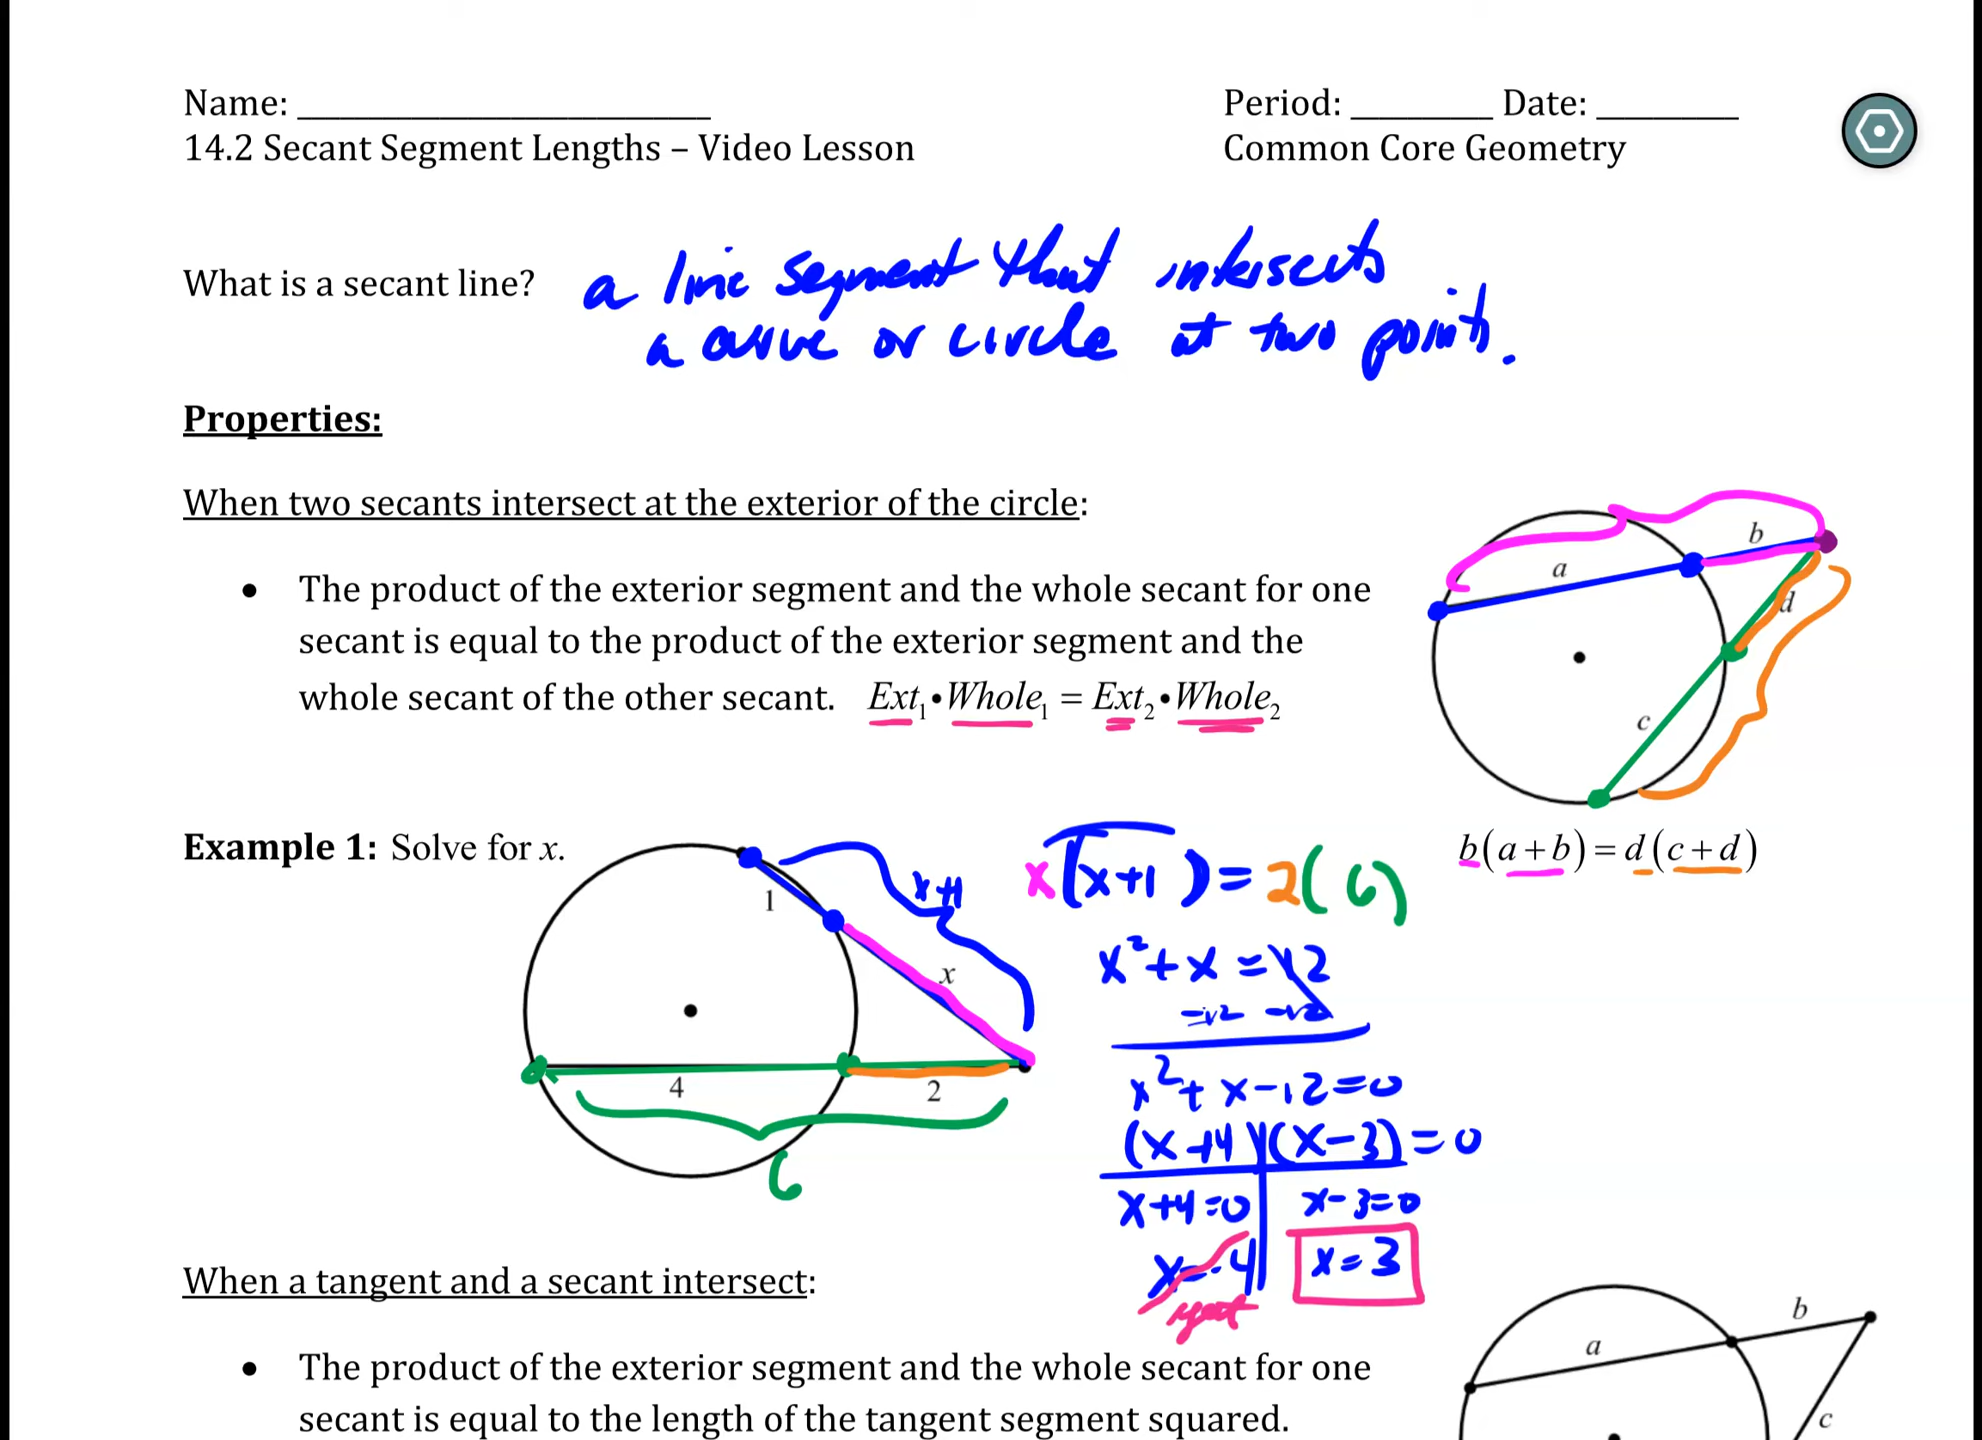 Name: ____________________ Period: _______ Date: _______
14.2 Secant Segment Lengths – Video Lesson Common Core Geometry
What is a secant line? a line segment that intersects
a curve or circle at two points.
Properties:
When two secants intersect at the exterior of the circle:
• The product of the exterior segment and the whole secant for one
secant is equal to the product of the exterior segment and the
whole secant of the other secant. Ext₁•Whole₁ = Ext₂•Whole₂
a
b
c
d
b(a+b)=d(c+d)
Example 1: Solve for x.
1
x+1
x
4
2
6
x(x+1)=2(6)
x²+x=12
-12 -12
x²+x-12=0
(x+4)(x-3)=0
x+4=0 x-3=0
x=-4 x=3
reject
When a tangent and a secant intersect:
• The product of the exterior segment and the whole secant for one
secant is equal to the length of the tangent segment squared.
a
b
c